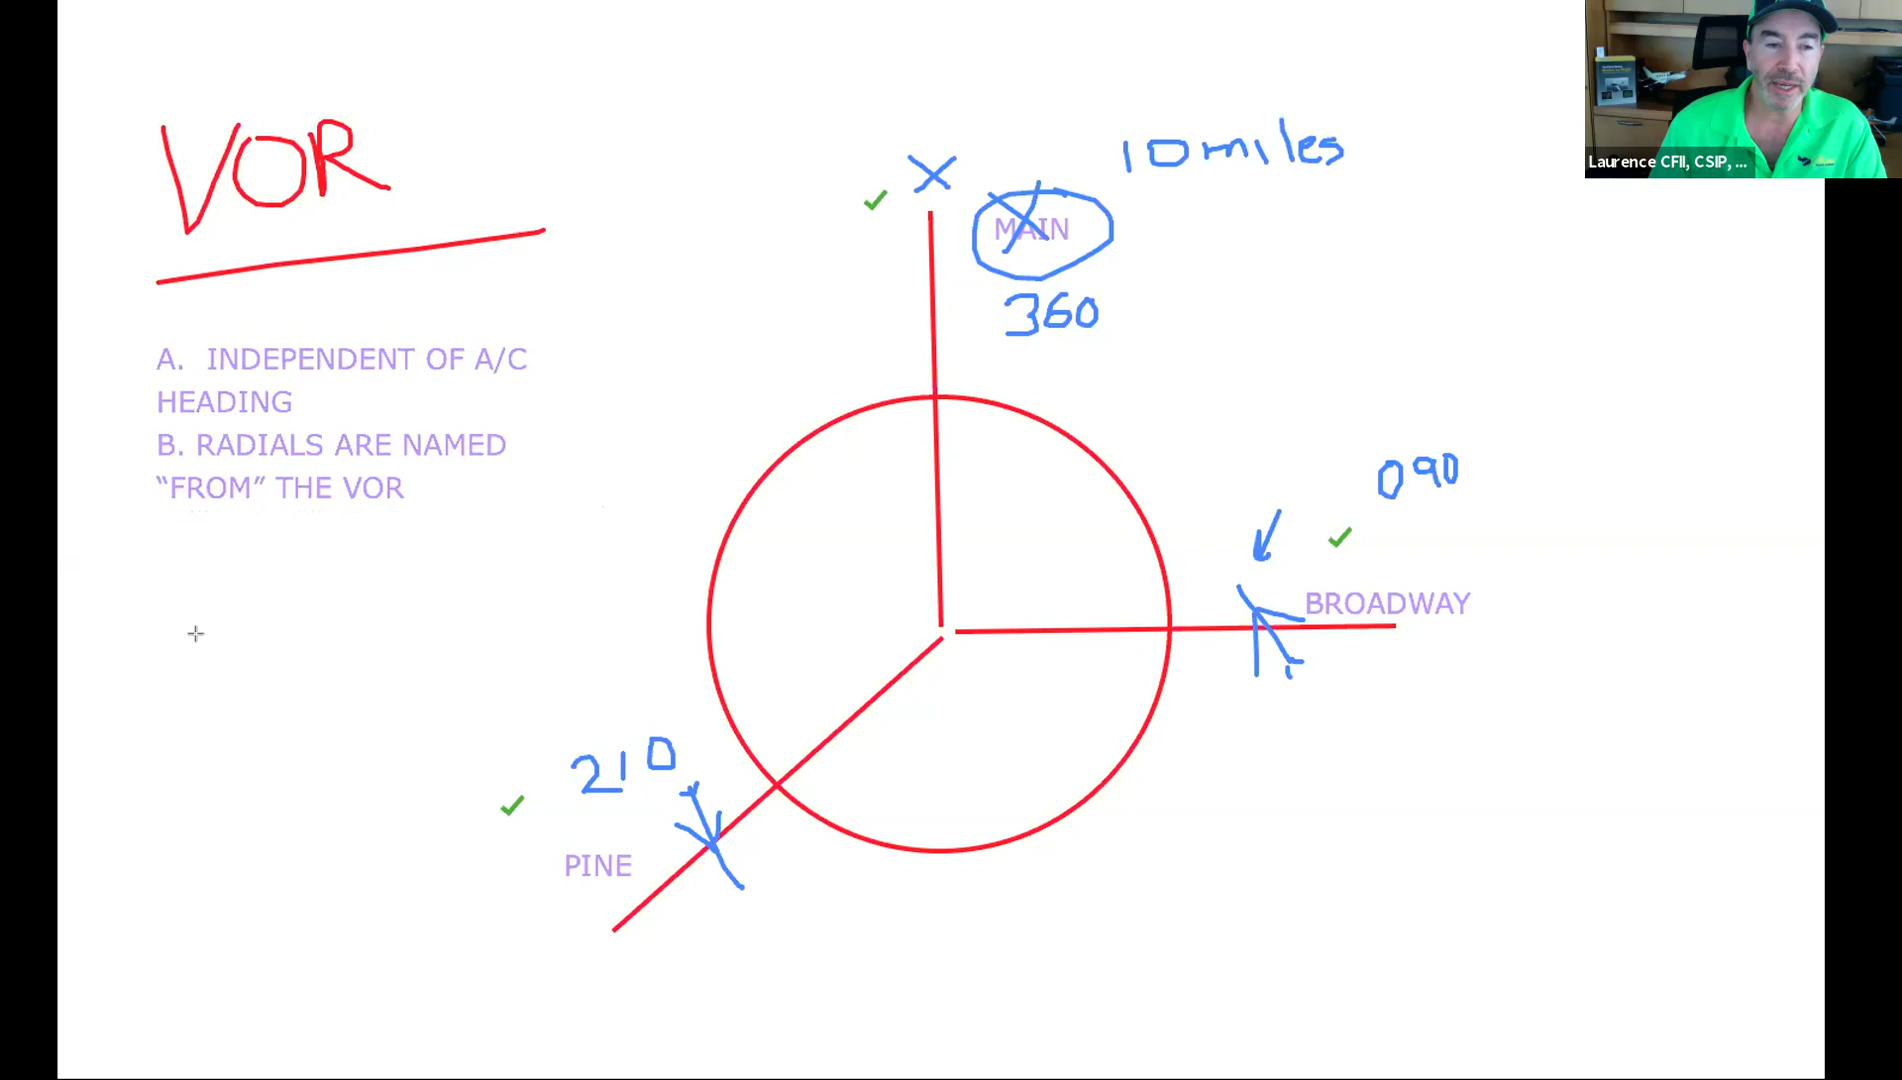 VOR
A. INDEPENDENT OF A/C
HEADING
B. RADIALS ARE NAMED
“FROM” THE VOR
X
10 miles
MAIN
360
090
BROADWAY
210
PINE
Laurence CFII, CSIP, ...